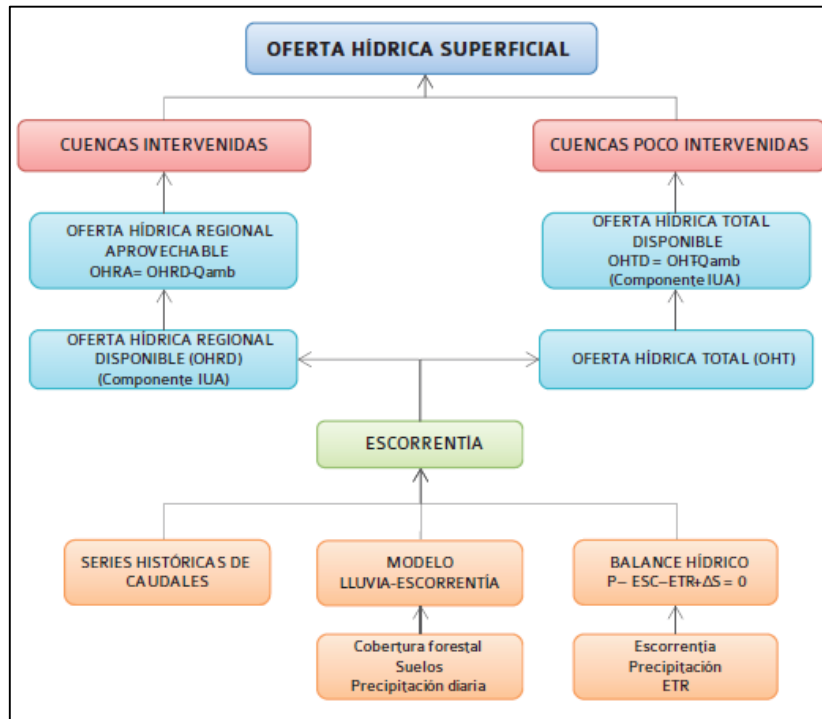 OFERTA HÍDRICA SUPERFICIAL
CUENCAS INTERVENIDAS
CUENCAS POCO INTERVENIDAS
OFERTA HÍDRICA REGIONAL
APROVECHABLE
OHRA= OHRD-Qamb
OFERTA HÍDRICA TOTAL
DISPONIBLE
OHTD = OHT-Qamb
(Componente IUA)
OFERTA HÍDRICA REGIONAL
DISPONIBLE (OHRD)
(Componente IUA)
OFERTA HÍDRICA TOTAL (OHT)
ESCORRENTÍA
SERIES HISTÓRICAS DE
CAUDALES
MODELO
LLUVIA-ESCORRENTÍA
BALANCE HÍDRICO
P– ESC–ETR+ΔS = 0
Cobertura forestal
Suelos
Precipitación diaria
Escorrentía
Precipitación
ETR